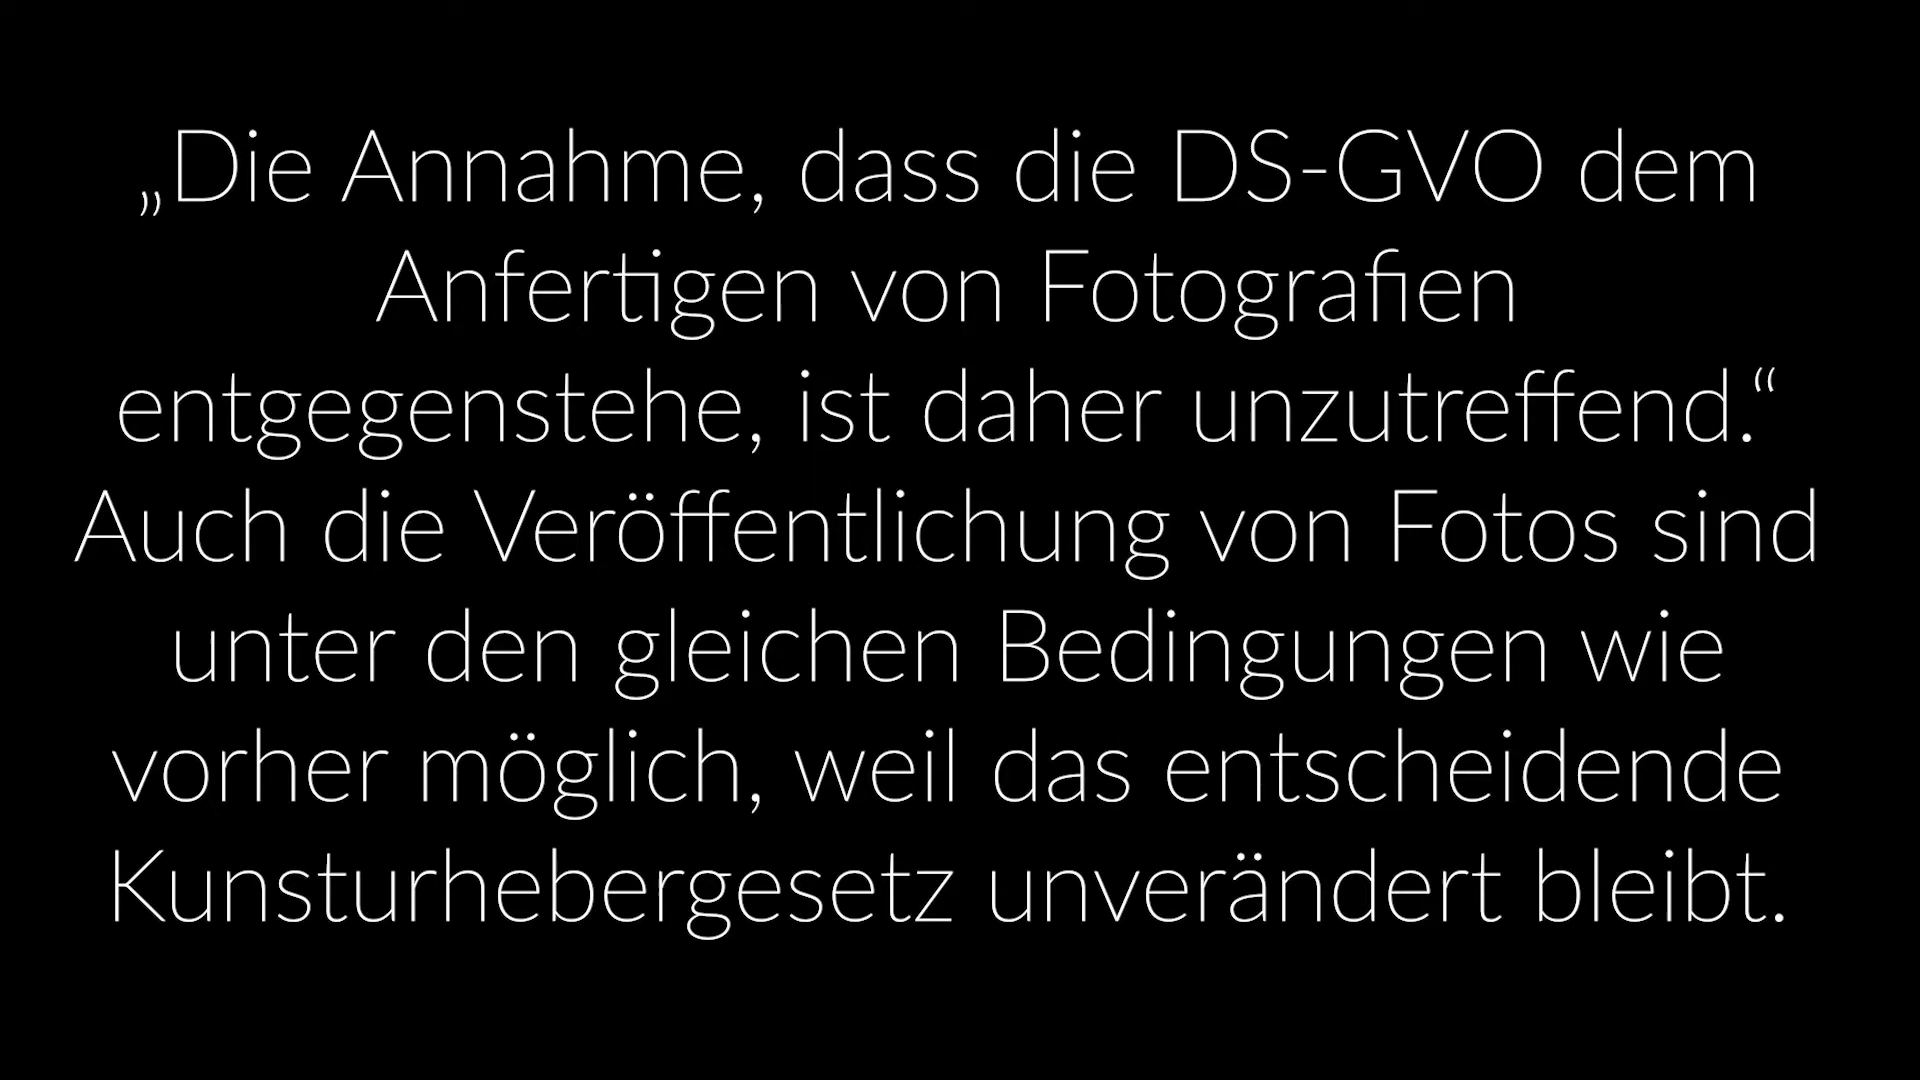 „Die Annahme, dass die DS-GVO dem
Anfertigen von Fotografien
entgegenstehe, ist daher unzutreffend.“
Auch die Veröffentlichung von Fotos sind
unter den gleichen Bedingungen wie
vorher möglich, weil das entscheidende
Kunsturhebergesetz unverändert bleibt.